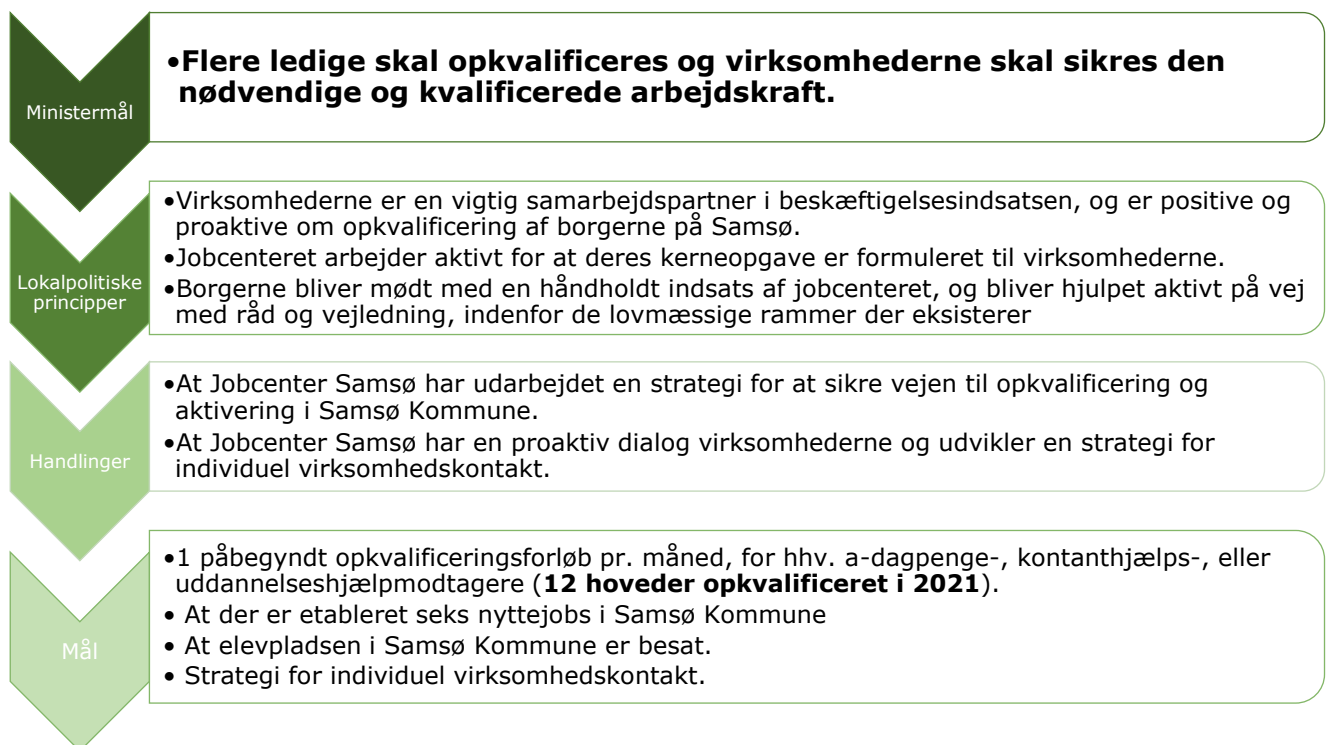 Ministermål
•Flere ledige skal opkvalificeres og virksomhederne skal sikres den
nødvendige og kvalificerede arbejdskraft.
Lokalpolitiske
principper
•Virksomhederne er en vigtig samarbejdspartner i beskæftigelsesindsatsen, og er positive og
proaktive om opkvalificering af borgerne på Samsø.
•Jobcenteret arbejder aktivt for at deres kerneopgave er formuleret til virksomhederne.
•Borgerne bliver mødt med en håndholdt indsats af jobcenteret, og bliver hjulpet aktivt på vej
med råd og vejledning, indenfor de lovmæssige rammer der eksisterer
Handlinger
•At Jobcenter Samsø har udarbejdet en strategi for at sikre vejen til opkvalificering og
aktivering i Samsø Kommune.
•At Jobcenter Samsø har en proaktiv dialog virksomhederne og udvikler en strategi for
individuel virksomhedskontakt.
Mål
•1 påbegyndt opkvalificeringsforløb pr. måned, for hhv. a-dagpenge-, kontanthjælps-, eller
uddannelseshjælpmodtagere (12 hoveder opkvalificeret i 2021).
• At der er etableret seks nyttejobs i Samsø Kommune
• At elevpladsen i Samsø Kommune er besat.
• Strategi for individuel virksomhedskontakt.